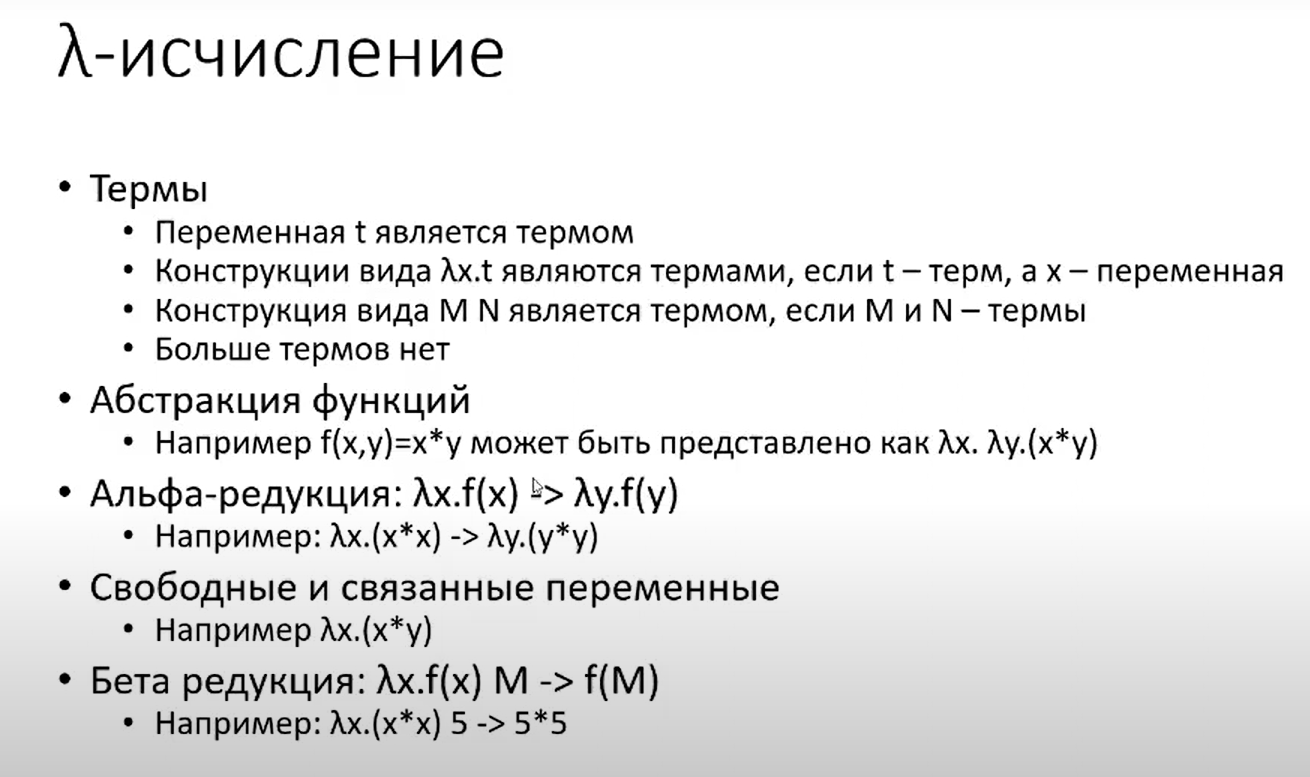 λ-исчисление
• Термы
• Переменная t является термом
• Конструкции вида λx.t являются термами, если t – терм, а x – переменная
• Конструкция вида M N является термом, если M и N – термы
• Больше термов нет
• Абстракция функций
• Например f(x,y)=x*y может быть представлено как λx. λy.(x*y)
• Альфа-редукция: λx.f(x) -> λy.f(y)
• Например: λx.(x*x) -> λy.(y*y)
• Свободные и связанные переменные
• Например λx.(x*y)
• Бета редукция: λx.f(x) M -> f(M)
• Например: λx.(x*x) 5 -> 5*5